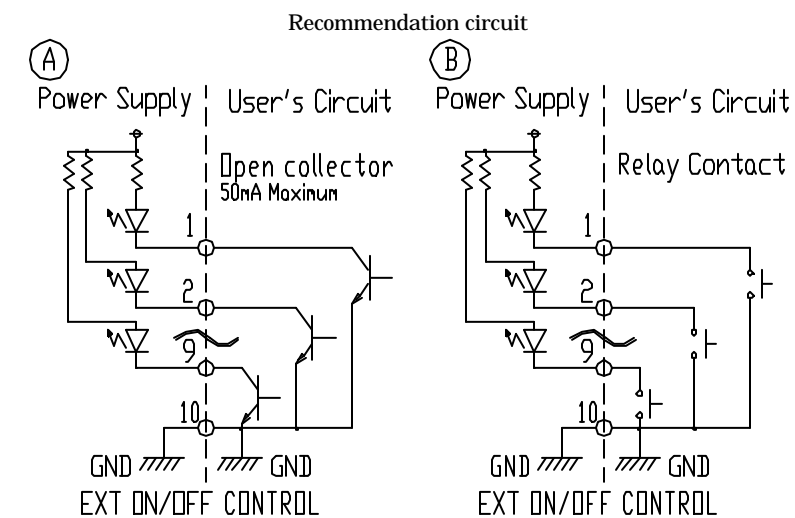 Recommendation circuit
A
Power Supply
User's Circuit
Open collector
50mA Maximum
1
2
9
10
GND
GND
EXT ON/OFF CONTROL
B
Power Supply
User's Circuit
Relay Contact
1
2
9
10
GND
GND
EXT ON/OFF CONTROL